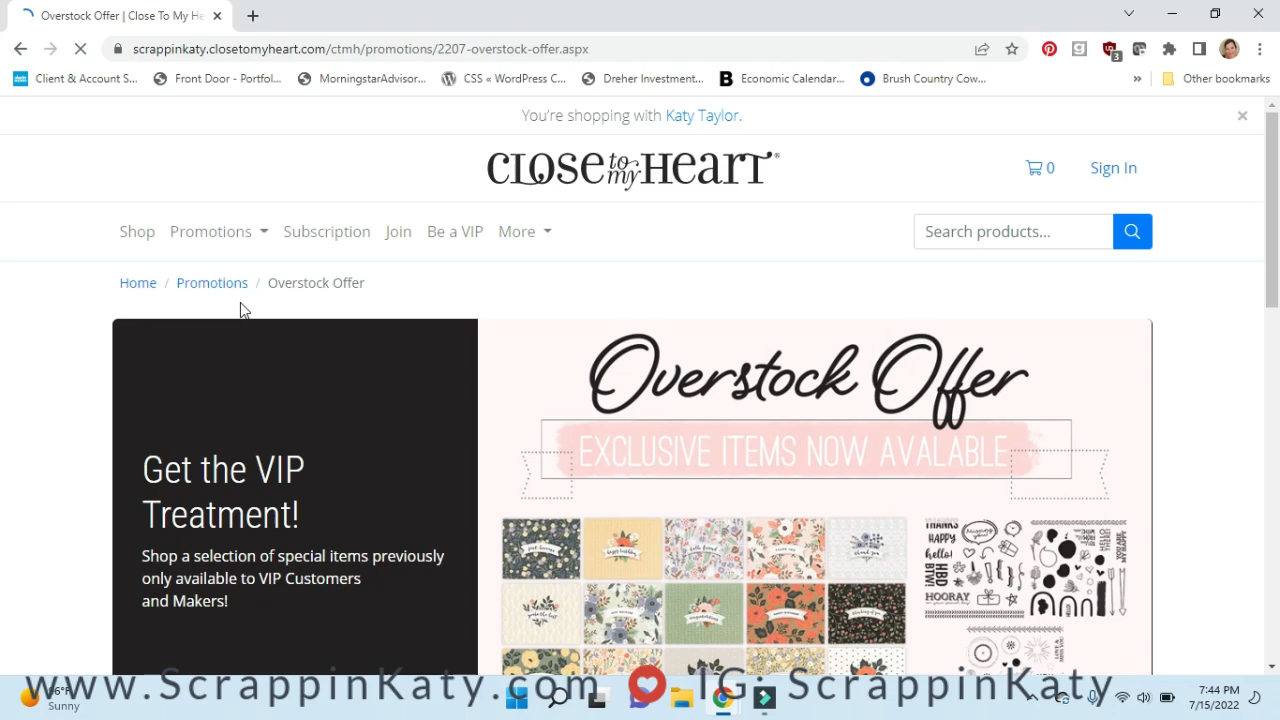 Overstock Offer | Close To My He
scrappinkaty.closetomyheart.com/ctmh/promotions/2207-overstock-offer.aspx
3
Client & Account S... Front Door - Portfol... MorningstarAdvisor... CSS « WordPress C... Dreher Investment... Economic Calendar... Brush Country Cow... » Other bookmarks
You're shopping with Katy Taylor.
CLOSE to my HEART®
0 Sign In
Shop Promotions Subscription Join Be a VIP More
Search products...
Home / Promotions / Overstock Offer
Overstock Offer
EXCLUSIVE ITEMS NOW AVALABLE
Get the VIP
Treatment!
Shop a selection of special items previously
only available to VIP Customers
and Makers!
THANKS
HAPPY
hello!
BTW!
HBD
HOORAY
www.ScrappinKaty.com IG: ScrappinKaty
Sunny
7:44 PM
7/15/2022